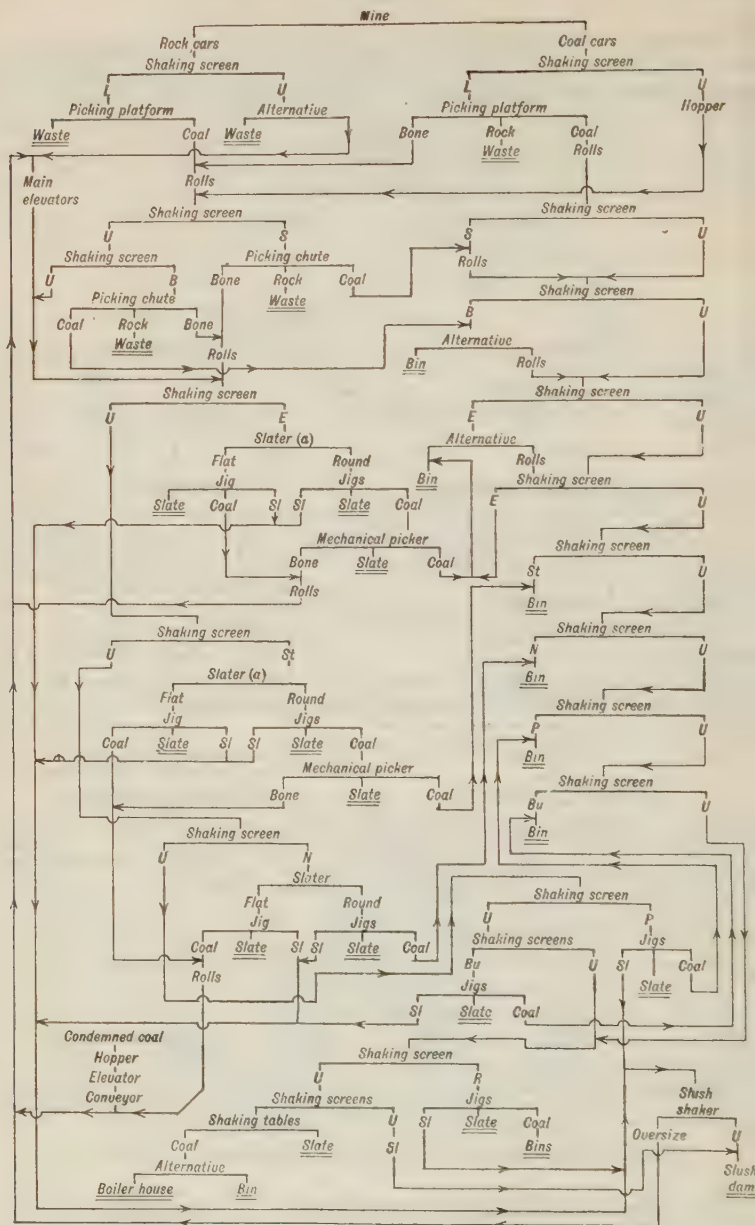 Mine
Rock cars Coal cars
Shaking screen Shaking screen
L U L U
Picking platform Alternative Picking platform Hopper
Waste Coal Waste Bone Rock Coal
Waste Rolls
Main elevators Rolls
Shaking screen Shaking screen
U S S U
Shaking screen Picking chute Rolls
U B Bone Rock Coal Shaking screen
Picking chute Waste B U
Coal Rock Bone Alternative
Waste Rolls Bin Rolls
Shaking screen Shaking screen
U E E U
Slater (a) Alternative
Flat Round Bin Rolls
Jig Jigs Shaking screen
Slate Coal Sl Sl Slate Coal E U
Mechanical picker Shaking screen
Bone Slate Coal St U
Rolls Bin
Shaking screen Shaking screen
U St N U
Slater (a) Bin
Flat Round
Jig Jigs Shaking screen
Coal Slate Sl Sl Slate Coal P U
Mechanical picker Bin
Bone Slate Coal Shaking screen
Bu U
Shaking screen Bin
U N
Slater Shaking screen
Flat Round U P
Jig Jigs Shaking screens Jigs
Coal Slate Sl Sl Slate Coal Bu U Sl Slate Coal
Rolls Jigs
Sl Slate Coal
Condemned coal Shaking screen
Hopper U R Slush shaker
Elevator Shaking screens Jigs
Conveyor Shaking tables U Sl Slate Coal Oversize U
Coal Slate Sl Bins Slush dam
Alternative
Boiler house Bin